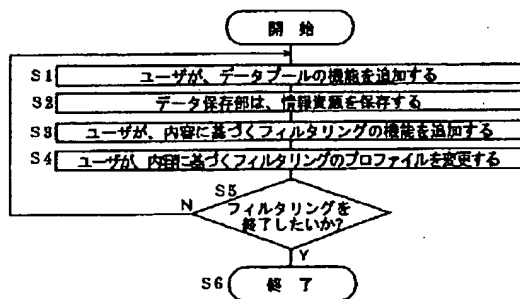 開 始
S1 ユーザが、データプールの機能を追加する
S2 データ保存部は、情報資題を保存する
S3 ユーザが、内容に基づくフィルタリングの機能を追加する
S4 ユーザが、内容に基づくフィルタリングのプロファイルを変更する
S5
フィルタリングを
終了したいか?
N
Y
S6 終 了